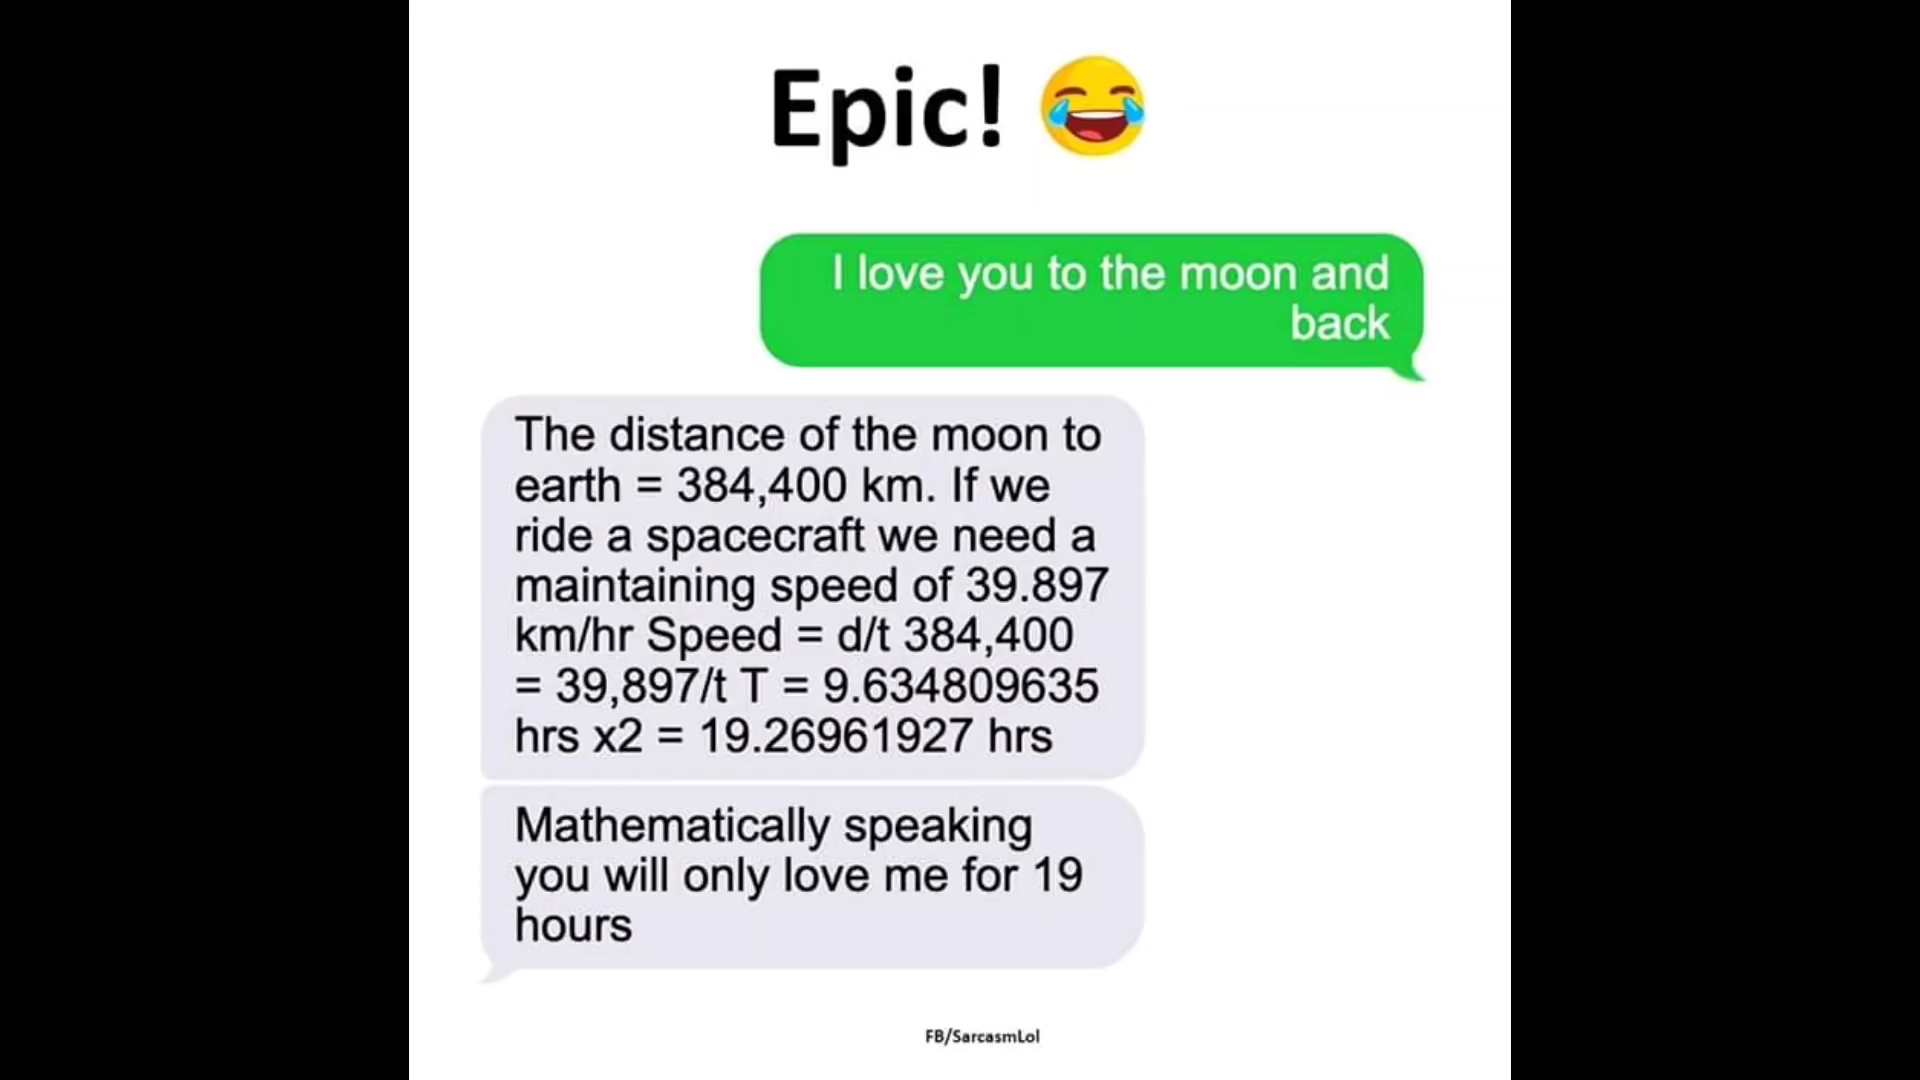 Epic! 😂
I love you to the moon and
back
The distance of the moon to
earth = 384,400 km. If we
ride a spacecraft we need a
maintaining speed of 39.897
km/hr Speed = d/t 384,400
= 39,897/t T = 9.634809635
hrs x2 = 19.26961927 hrs
Mathematically speaking
you will only love me for 19
hours
FB/SarcasmLol